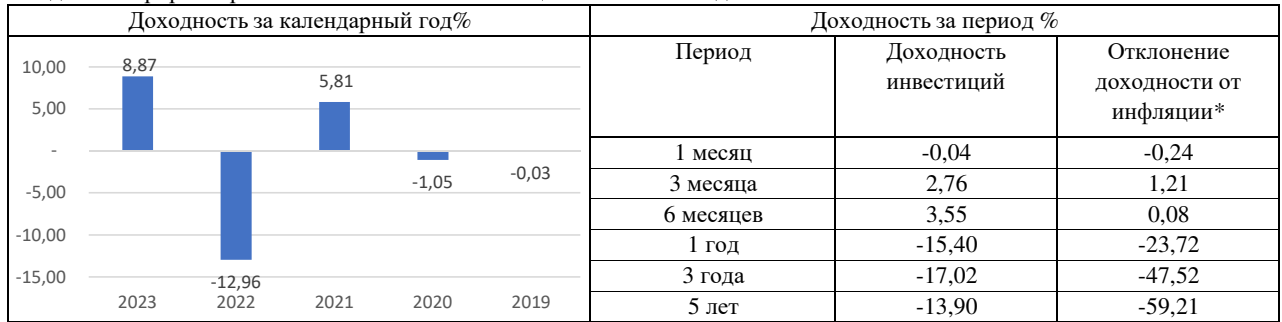 Доходность за календарный год%
10,00
5,00
-
-5,00
-10,00
-15,00
8,87
-12,96
5,81
-1,05
-0,03
2023 2022 2021 2020 2019
Доходность за период %
Период Доходность инвестиций Отклонение доходности от инфляции*
1 месяц -0,04 -0,24
3 месяца 2,76 1,21
6 месяцев 3,55 0,08
1 год -15,40 -23,72
3 года -17,02 -47,52
5 лет -13,90 -59,21